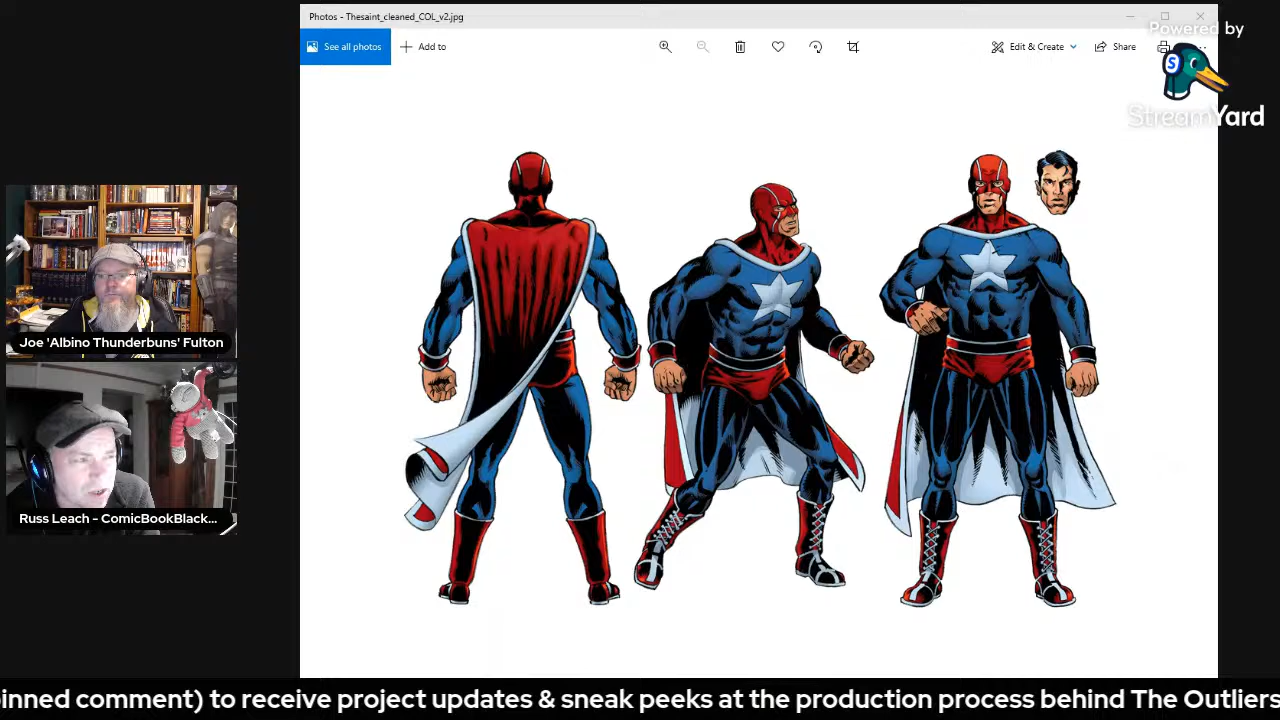 Photos - Thesaint_cleaned_COL_v2.jpg
See all photos
Add to
Edit & Create
Share
Powered by
S
StreamYard
Joe 'Albino Thunderbuns' Fulton
Russ Leach - ComicBookBlack...
inned comment) to receive project updates & sneak peeks at the production process behind The Outliers